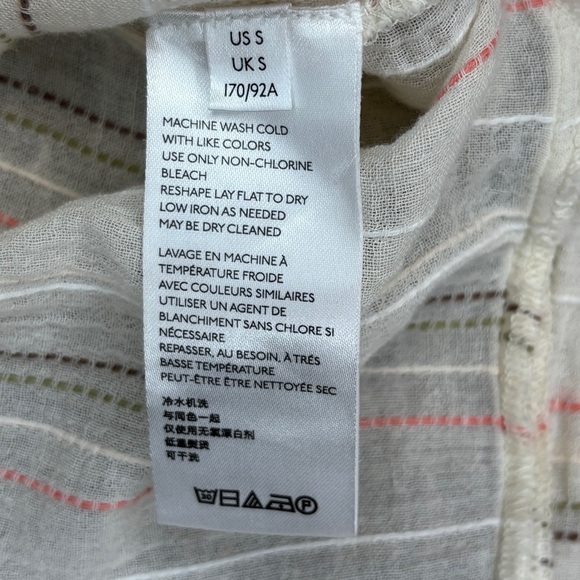 US S
UK S
170/92A
MACHINE WASH COLD
WITH LIKE COLORS
USE ONLY NON-CHLORINE
BLEACH
RESHAPE LAY FLAT TO DRY
LOW IRON AS NEEDED
MAY BE DRY CLEANED
LAVAGE EN MACHINE À
TEMPÉRATURE FROIDE
AVEC COULEURS SIMILAIRES
UTILISER UN AGENT DE
BLANCHIMENT SANS CHLORE SI
NÉCESSAIRE
REPASSER, AU BESOIN, À TRÉS
BASSE TEMPÉRATURE
PEUT-ÊTRE ÊTRE NETTOYÉE SEC
冷水机洗
与同色一起
仅使用无氯漂白剂
低温熨烫
可干洗
30
P